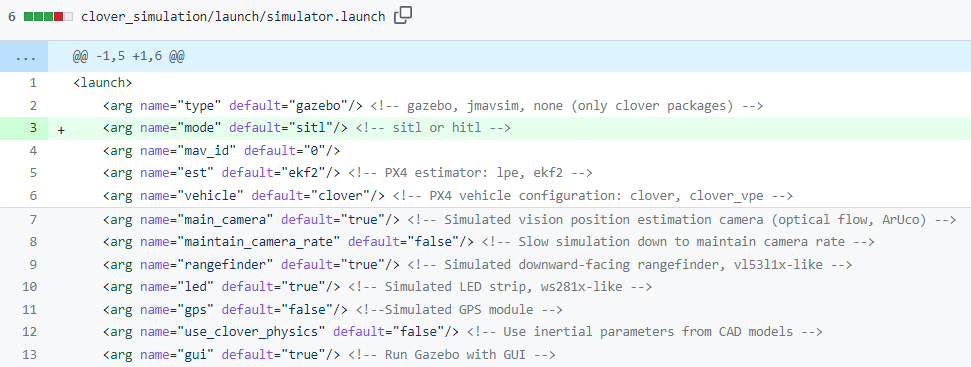 6 clover_simulation/launch/simulator.launch
... @@ -1,5 +1,6 @@
1 <launch>
2 <arg name="type" default="gazebo"/> <!-- gazebo, jmavsim, none (only clover packages) -->
3 + <arg name="mode" default="sitl"/> <!-- sitl or hitl -->
4 <arg name="mav_id" default="0"/>
5 <arg name="est" default="ekf2"/> <!-- PX4 estimator: lpe, ekf2 -->
6 <arg name="vehicle" default="clover"/> <!-- PX4 vehicle configuration: clover, clover_vpe -->
7 <arg name="main_camera" default="true"/> <!-- Simulated vision position estimation camera (optical flow, ArUco) -->
8 <arg name="maintain_camera_rate" default="false"/> <!-- Slow simulation down to maintain camera rate -->
9 <arg name="rangefinder" default="true"/> <!-- Simulated downward-facing rangefinder, vl53l1x-like -->
10 <arg name="led" default="true"/> <!-- Simulated LED strip, ws281x-like -->
11 <arg name="gps" default="false"/> <!--Simulated GPS module -->
12 <arg name="use_clover_physics" default="false"/> <!-- Use inertial parameters from CAD models -->
13 <arg name="gui" default="true"/> <!-- Run Gazebo with GUI -->